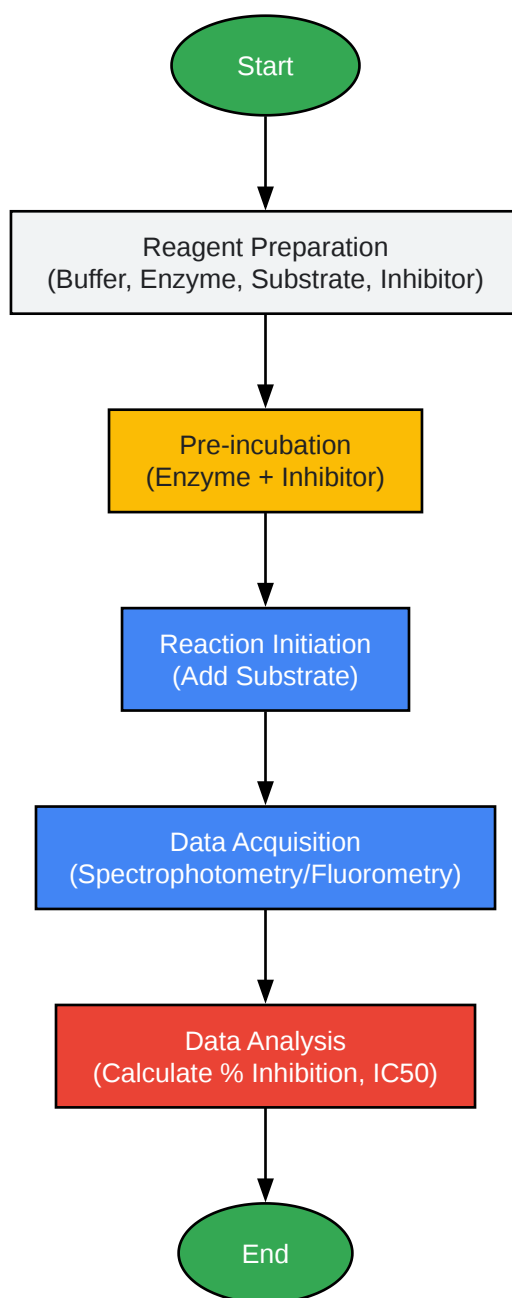 Start
Reagent Preparation
(Buffer, Enzyme, Substrate, Inhibitor)
Pre-incubation
(Enzyme + Inhibitor)
Reaction Initiation
(Add Substrate)
Data Acquisition
(Spectrophotometry/Fluorometry)
Data Analysis
(Calculate % Inhibition, IC50)
End